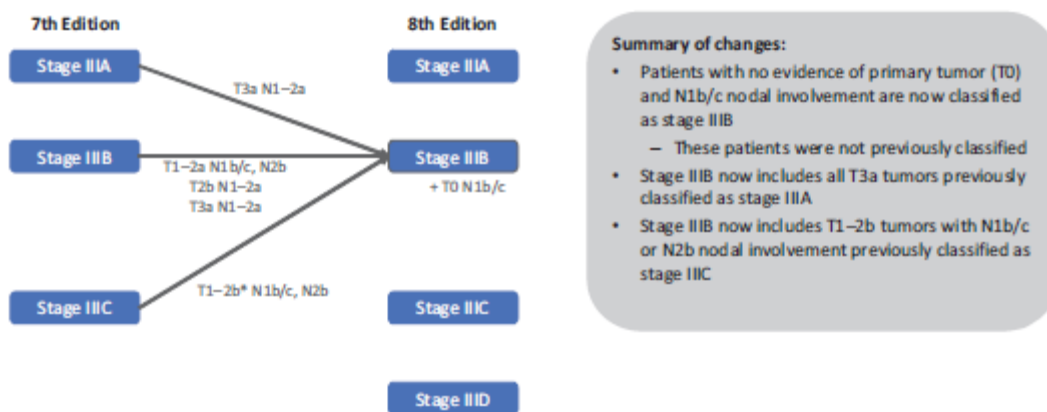 7th Edition
8th Edition
Stage IIIA
Stage IIIA
T3a N1–2a
Stage IIIB
Stage IIIB
T1–2a N1b/c, N2b
T2b N1–2a
T3a N1–2a
+ T0 N1b/c
T1–2b* N1b/c, N2b
Stage IIIC
Stage IIIC
Stage IIID
Summary of changes:
• Patients with no evidence of primary tumor (T0)
and N1b/c nodal involvement are now classified
as stage IIIB
– These patients were not previously classified
• Stage IIIB now includes all T3a tumors previously
classified as stage IIIA
• Stage IIIB now includes T1–2b tumors with N1b/c
or N2b nodal involvement previously classified as
stage IIIC